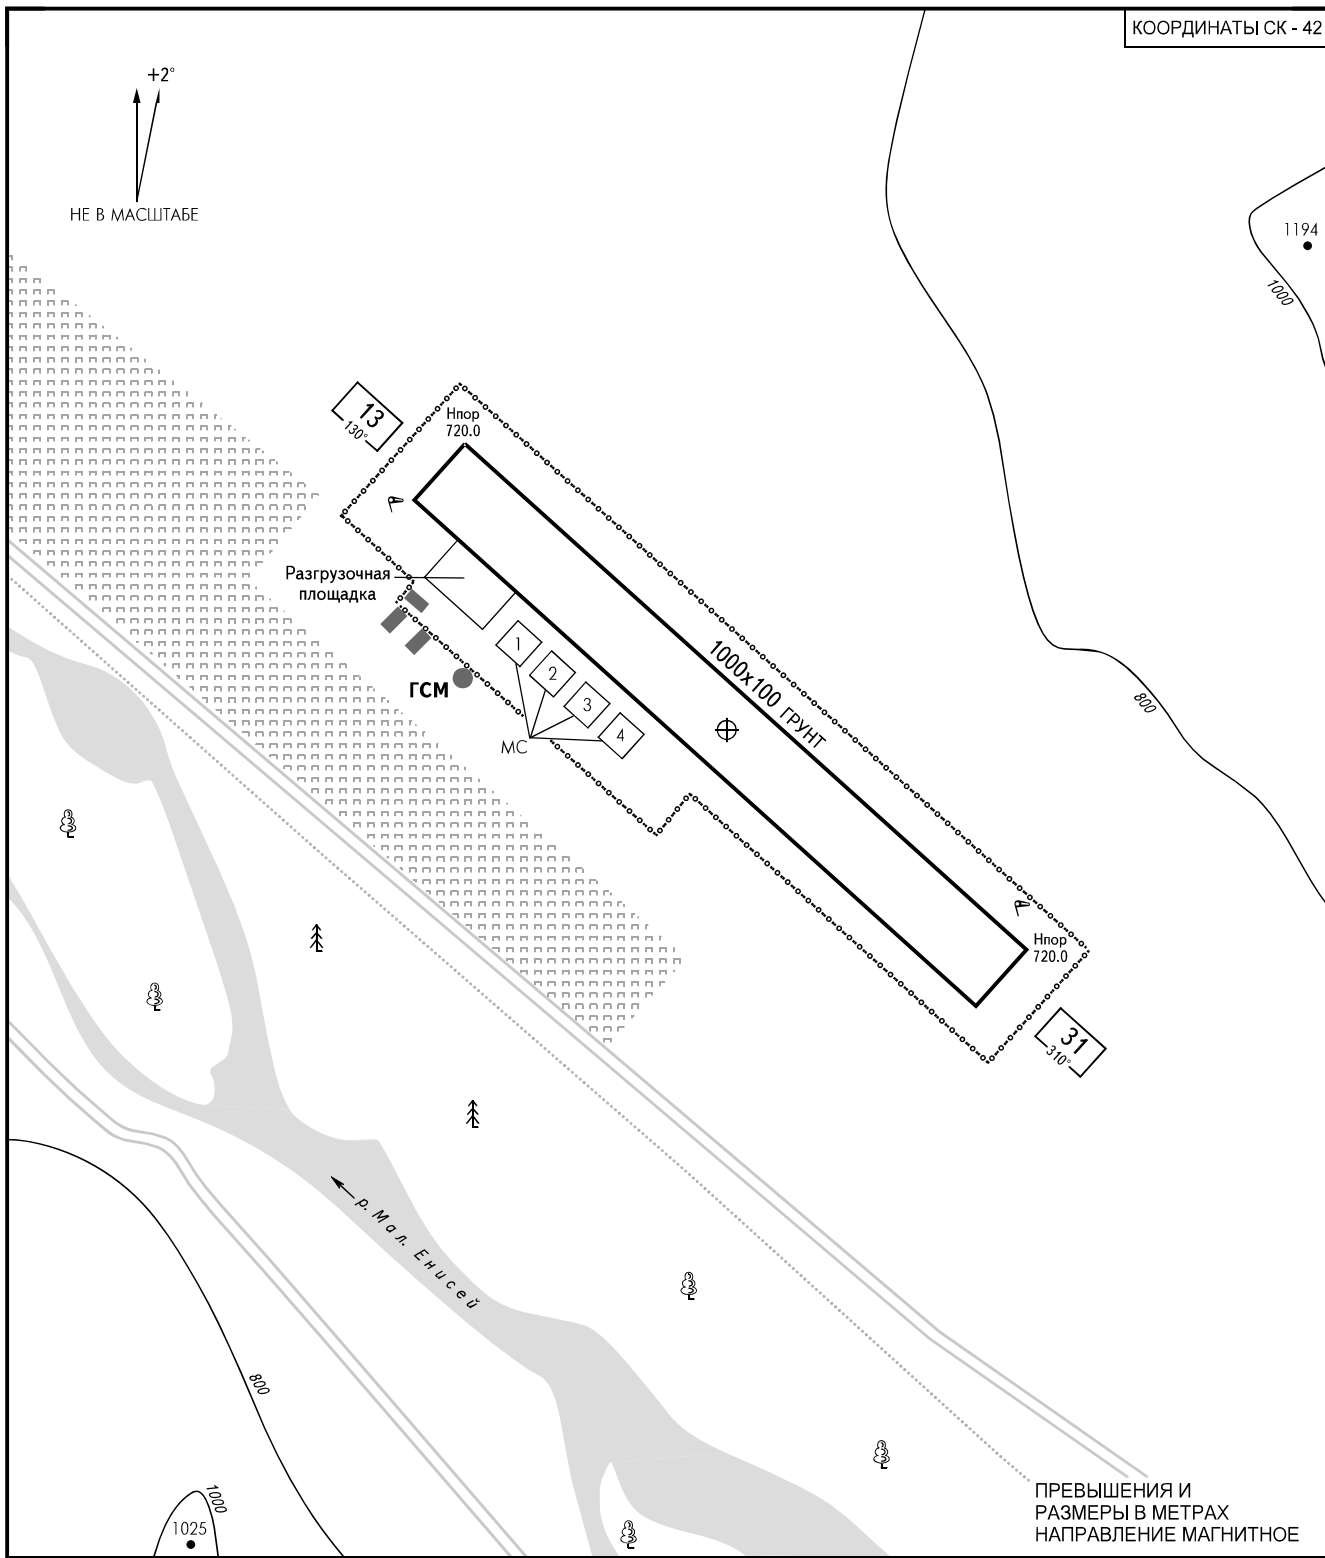 КООРДИНАТЫ СК - 42
+2°
НЕ В МАСШТАБЕ
1194
1000
13
130°
Нпор
720.0
Разгрузочная
площадка
1
2
3
4
ГСМ
МС
1000х100 ГРУНТ
800
Нпор
720.0
31
310°
р. Мал. Енисей
800
1000
1025
ПРЕВЫШЕНИЯ И
РАЗМЕРЫ В МЕТРАХ
НАПРАВЛЕНИЕ МАГНИТНОЕ